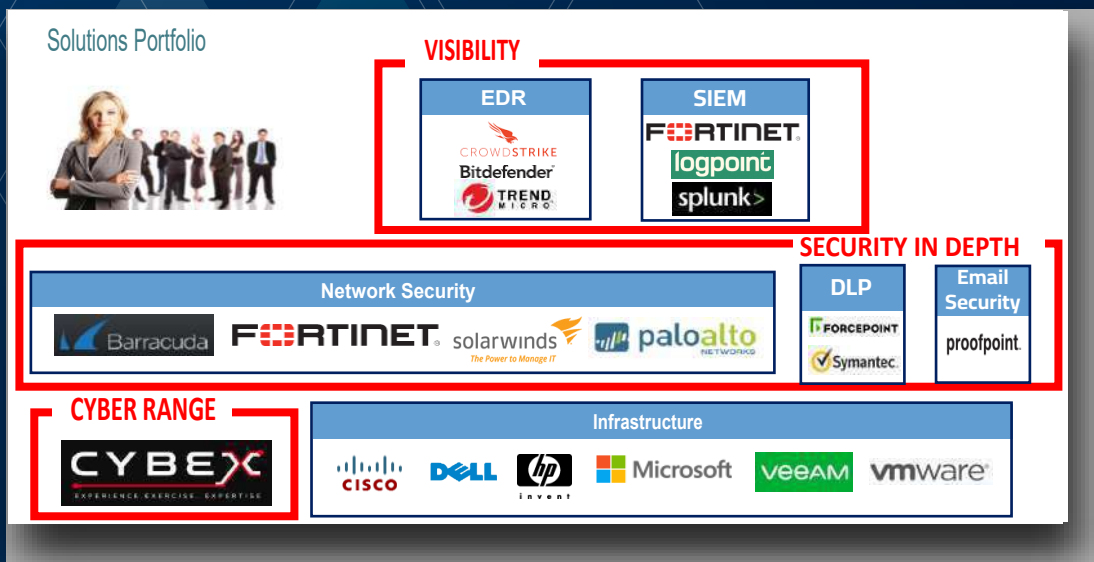 Solutions Portfolio
VISIBILITY
EDR
CROWDSTRIKE
Bitdefender
TREND
MICRO
SIEM
FORTINET
logpoint
splunk>
SECURITY IN DEPTH
Network Security
Barracuda
FORTINET
solarwinds
The Power to Manage IT
paloalto
NETWORKS
DLP
FORCEPOINT
Symantec.
Email
Security
proofpoint.
CYBER RANGE
CYBEX
EXPERIENCE. EXERCISE. EXPERTISE
Infrastructure
CISCO
DELL
hp
invent
Microsoft
veeAM
vmware